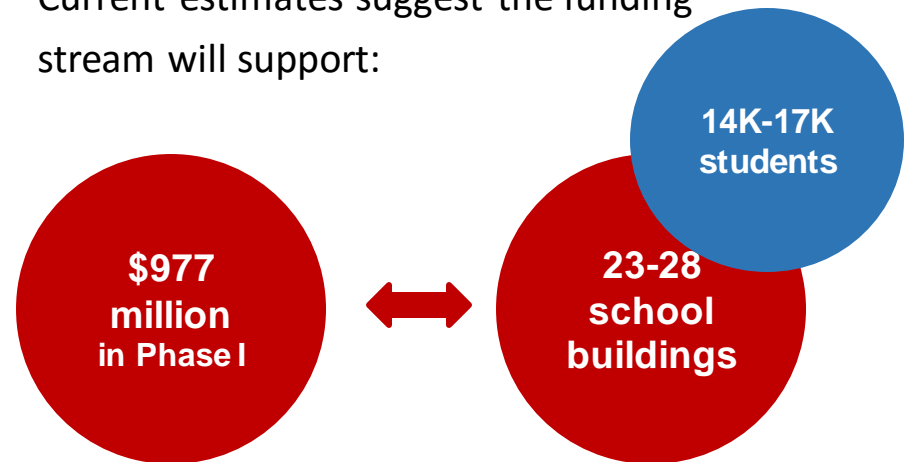 Current estimates suggest the funding
stream will support:
14K-17K
students
$977
million
in Phase I
23-28
school
buildings